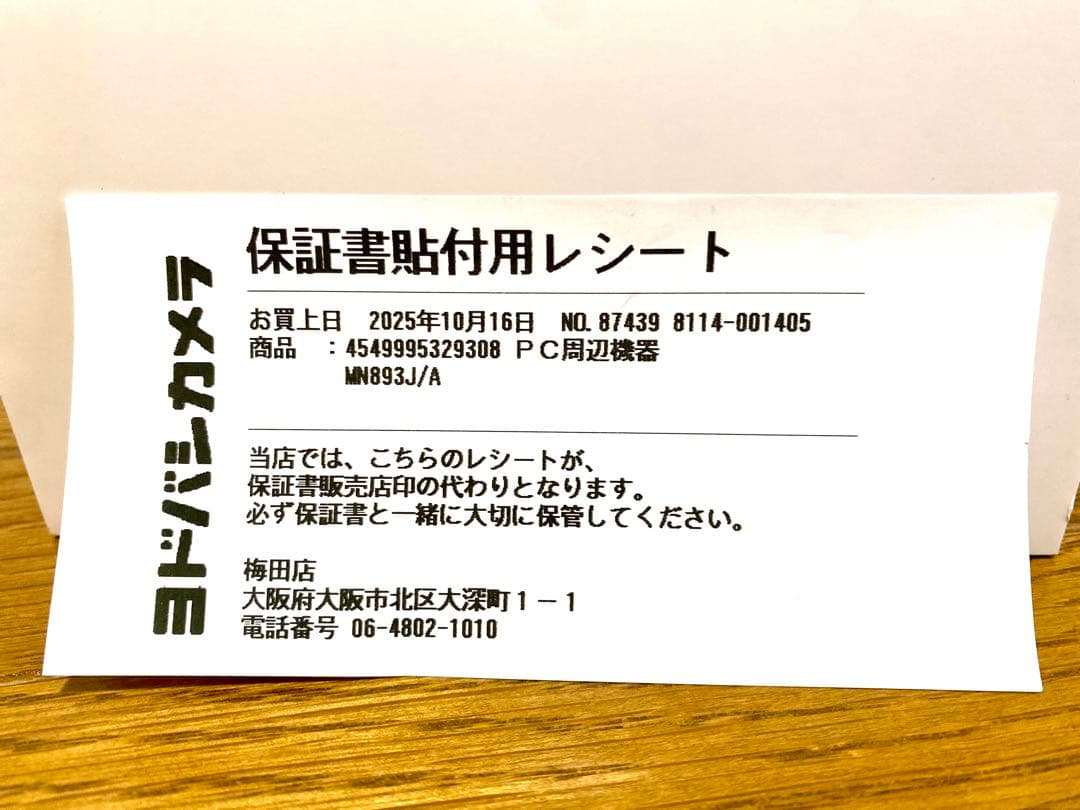 ヨドバシカメラ
保証書貼付用レシート
お買上日 2025年10月16日 NO. 87439 8114-001405
商品 : 4549995329308 PC周辺機器
MN893J/A
当店では、こちらのレシートが、
保証書販売店印の代わりとなります。
必ず保証書と一緒に大切に保管してください。
梅田店
大阪府大阪市北区大深町1-1
電話番号 06-4802-1010